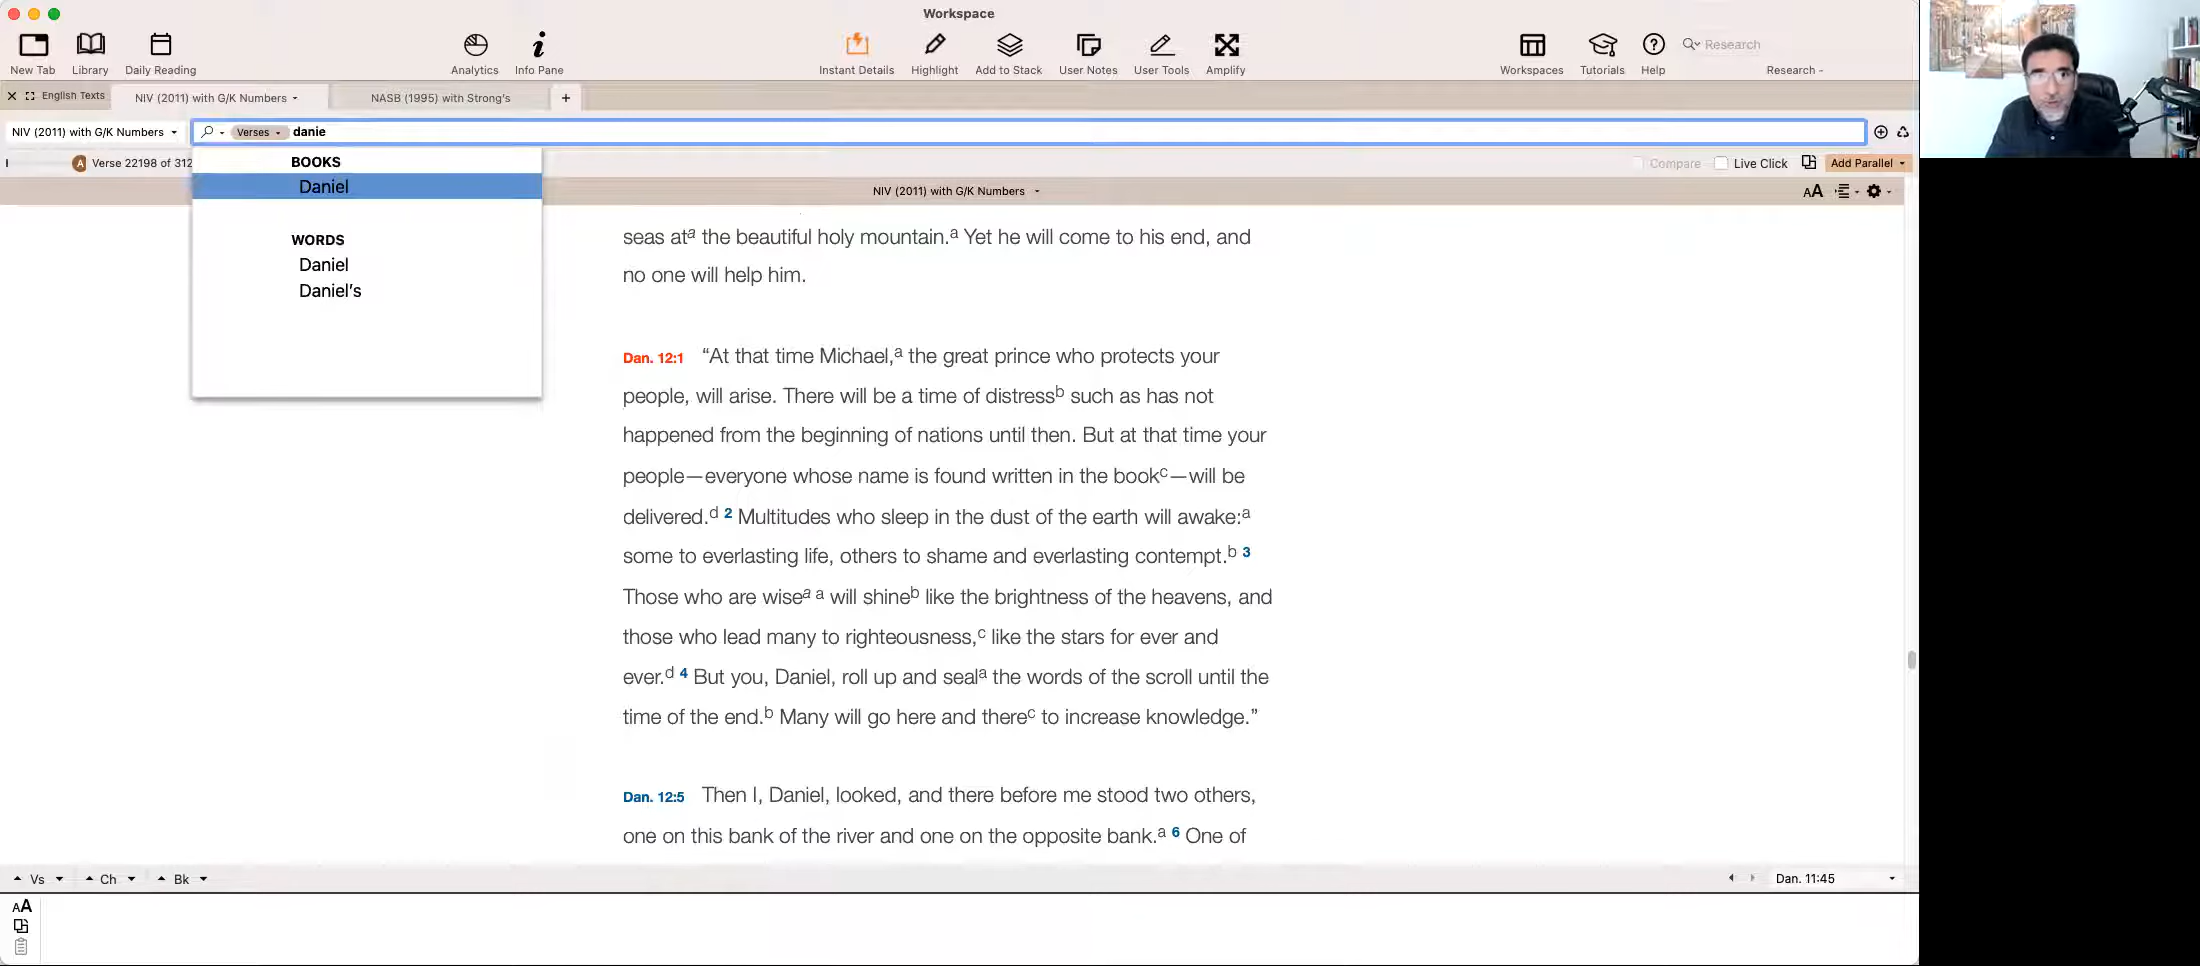 Workspace
New Tab Library Daily Reading Analytics Info Pane Instant Details Highlight Add to Stack User Notes User Tools Amplify Workspaces Tutorials Help Research
Research
English Texts NIV (2011) with G/K Numbers NASB (1995) with Strong's +
NIV (2011) with G/K Numbers Verses danie
A Verse 22198 of 312 Compare Live Click Add Parallel
BOOKS
Daniel
WORDS
Daniel
Daniel's
NIV (2011) with G/K Numbers AA
seas atª the beautiful holy mountain.ª Yet he will come to his end, and
no one will help him.
Dan. 12:1 “At that time Michael,ª the great prince who protects your
people, will arise. There will be a time of distressᵇ such as has not
happened from the beginning of nations until then. But at that time your
people—everyone whose name is found written in the bookᶜ—will be
delivered.ᵈ 2 Multitudes who sleep in the dust of the earth will awake:ª
some to everlasting life, others to shame and everlasting contempt.ᵇ 3
Those who are wiseª ª will shineᵇ like the brightness of the heavens, and
those who lead many to righteousness,ᶜ like the stars for ever and
ever.ᵈ 4 But you, Daniel, roll up and sealª the words of the scroll until the
time of the end.ᵇ Many will go here and thereᶜ to increase knowledge.”
Dan. 12:5 Then I, Daniel, looked, and there before me stood two others,
one on this bank of the river and one on the opposite bank.ª 6 One of
Vs Ch Bk Dan. 11:45
AA